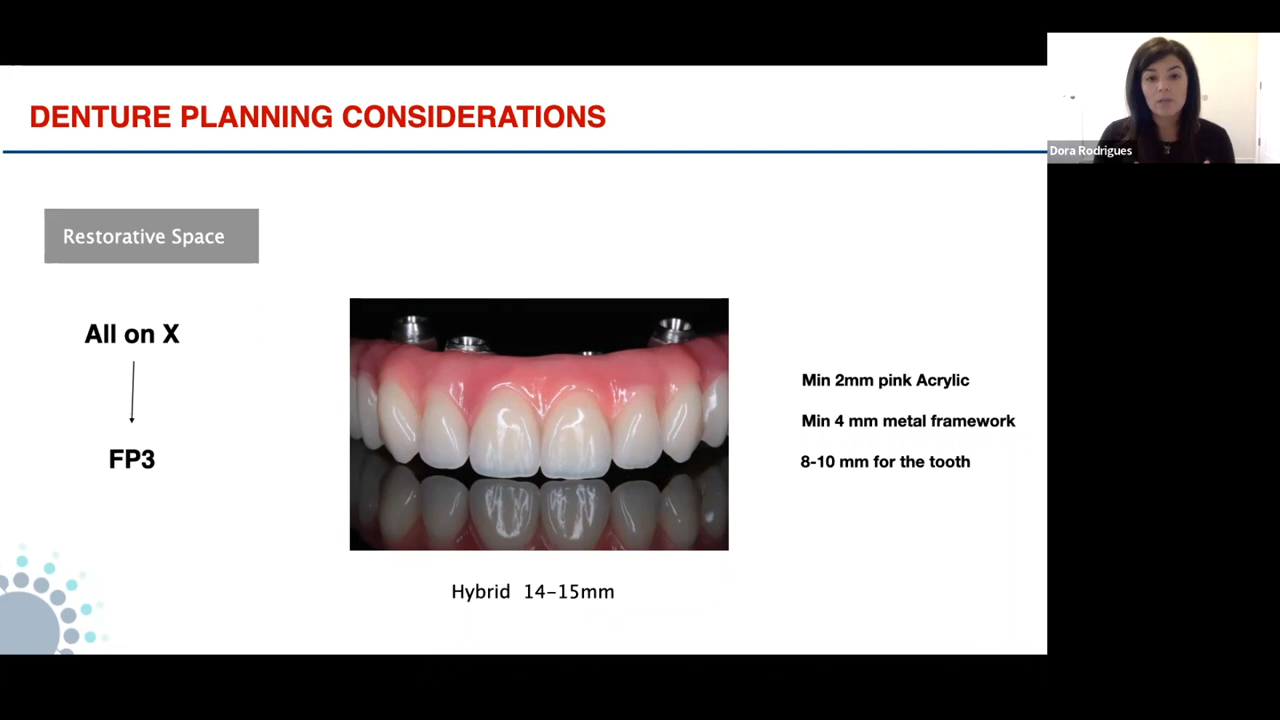 DENTURE PLANNING CONSIDERATIONS
Dora Rodrigues
Restorative Space
All on X
FP3
Min 2mm pink Acrylic
Min 4 mm metal framework
8-10 mm for the tooth
Hybrid 14-15mm